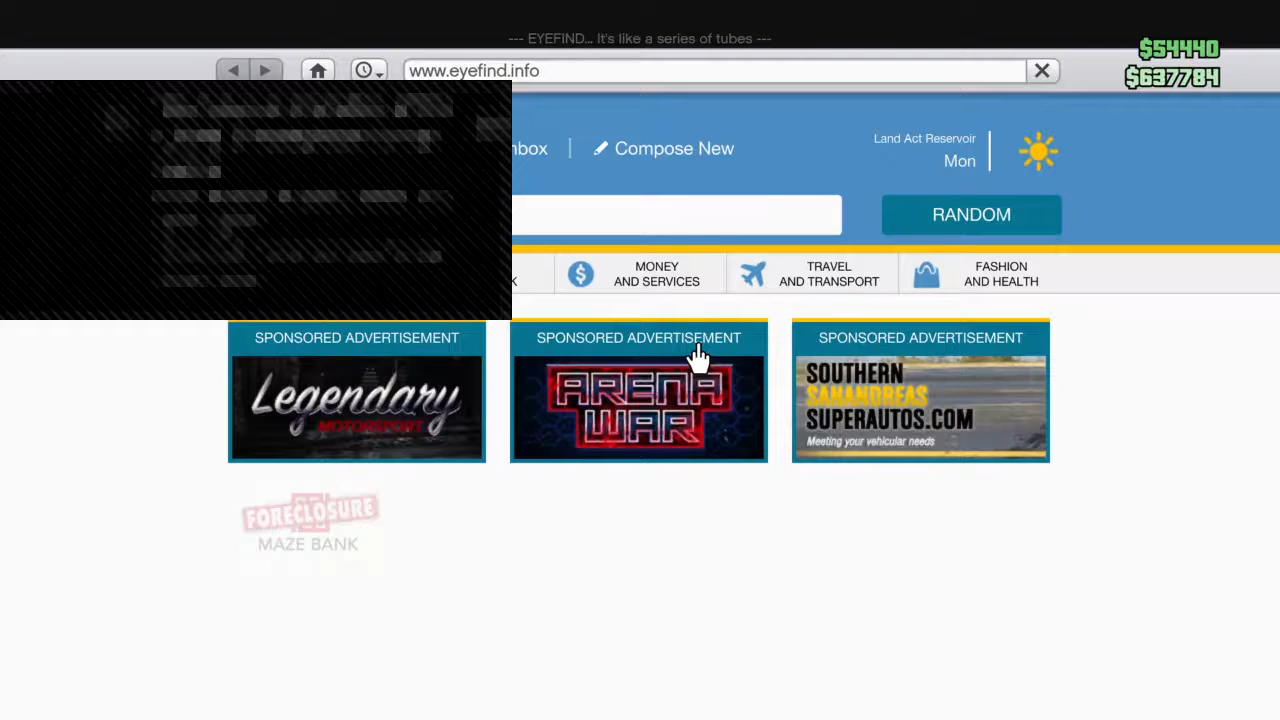 --- EYEFIND... It's like a series of tubes ---
$54440
$637784
www.eyefind.info
Compose New
Land Act Reservoir
Mon
RANDOM
MONEY
AND SERVICES
TRAVEL
AND TRANSPORT
FASHION
AND HEALTH
SPONSORED ADVERTISEMENT
SPONSORED ADVERTISEMENT
SPONSORED ADVERTISEMENT
Legendary
MOTORSPORT
ARENA
WAR
SOUTHERN
SANANDREAS
SUPERAUTOS.COM
Meeting your vehicular needs
FORECLOSURE
MAZE BANK